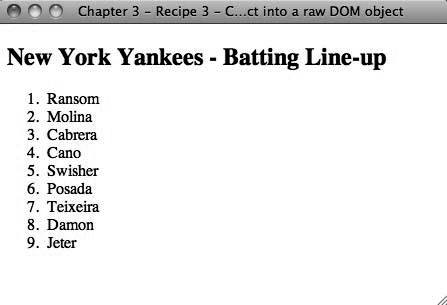 Chapter 3 – Recipe 3 – C...ct into a raw DOM object
New York Yankees - Batting Line-up
1. Ransom
2. Molina
3. Cabrera
4. Cano
5. Swisher
6. Posada
7. Teixeira
8. Damon
9. Jeter